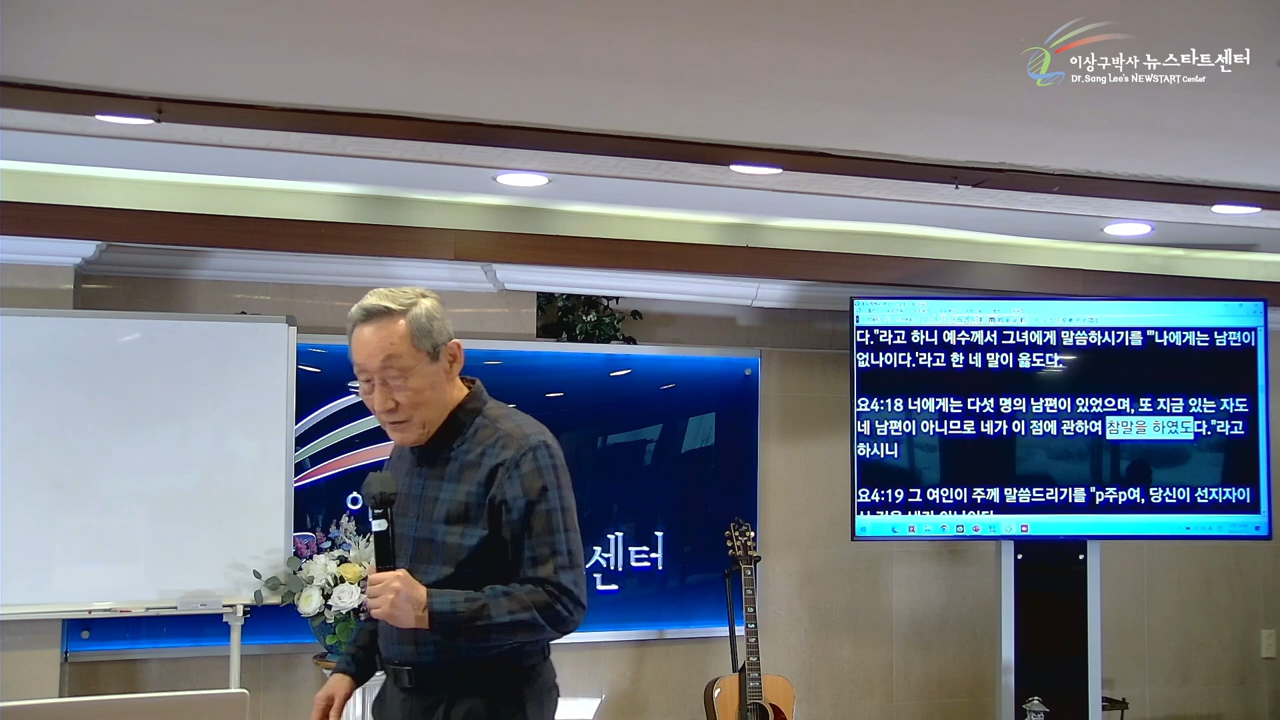 이상구박사 뉴스타트센터
Dr. Sang Lee's NEWSTART Center
다."라고 하니 예수께서 그녀에게 말씀하시기를 "'나에게는 남편이
없나이다.'라고 한 네 말이 옳도다.
요4:18 너에게는 다섯 명의 남편이 있었으며, 또 지금 있는 자도
네 남편이 아니므로 네가 이 점에 관하여 참말을 하였도다."라고
하시니
요4:19 그 여인이 주께 말씀드리기를 "p주p여, 당신이 선지자이
센터